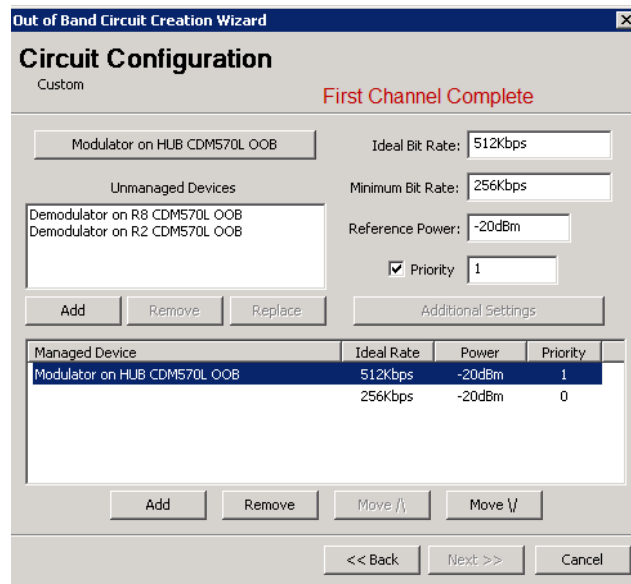 Out of Band Circuit Creation Wizard
Circuit Configuration
Custom
First Channel Complete
Modulator on HUB CDM570L OOB
Ideal Bit Rate: 512Kbps
Unmanaged Devices
Minimum Bit Rate: 256Kbps
Demodulator on R8 CDM570L OOB
Demodulator on R2 CDM570L OOB
Reference Power: -20dBm
Priority 1
Add Remove Replace Additional Settings
Managed Device Ideal Rate Power Priority
Modulator on HUB CDM570L OOB 512Kbps -20dBm 1
256Kbps -20dBm 0
Add Remove Move /\ Move \/
<< Back Next >> Cancel